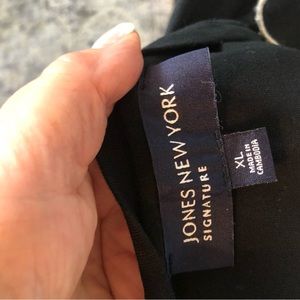 JONES NEW YORK
SIGNATURE
XL
MADE IN
CAMBODIA